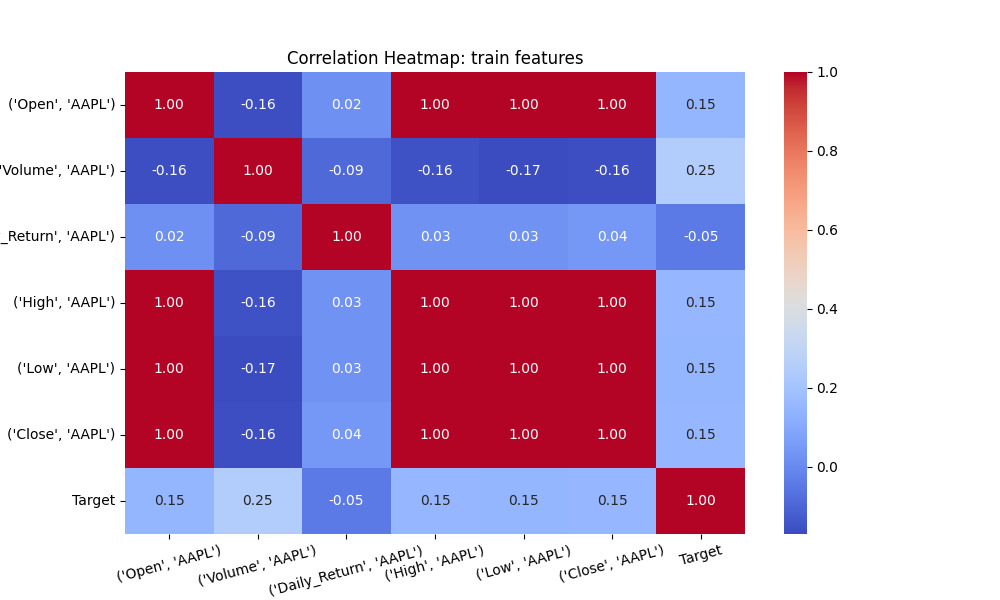 Correlation Heatmap: train features
('Open', 'AAPL') 1.00 -0.16 0.02 1.00 1.00 1.00 0.15
'Volume', 'AAPL') -0.16 1.00 -0.09 -0.16 -0.17 -0.16 0.25
_Return', 'AAPL') 0.02 -0.09 1.00 0.03 0.03 0.04 -0.05
('High', 'AAPL') 1.00 -0.16 0.03 1.00 1.00 1.00 0.15
('Low', 'AAPL') 1.00 -0.17 0.03 1.00 1.00 1.00 0.15
('Close', 'AAPL') 1.00 -0.16 0.04 1.00 1.00 1.00 0.15
Target 0.15 0.25 -0.05 0.15 0.15 0.15 1.00
('Open', 'AAPL') ('Volume', 'AAPL') ('Daily_Return', 'AAPL') ('High', 'AAPL') ('Low', 'AAPL') ('Close', 'AAPL') Target
1.0
0.8
0.6
0.4
0.2
0.0